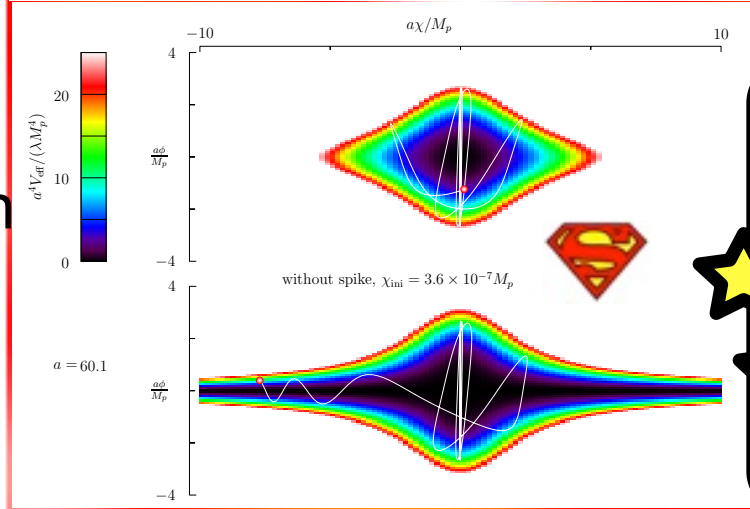 aχ/M_p
−10
10
4
20
10
0
a⁴V_eff/(λM_p⁴)
aϕ/M_p
−4
without spike, χ_ini = 3.6 × 10⁻⁷M_p
4
a = 60.1
aϕ/M_p
−4
S
n